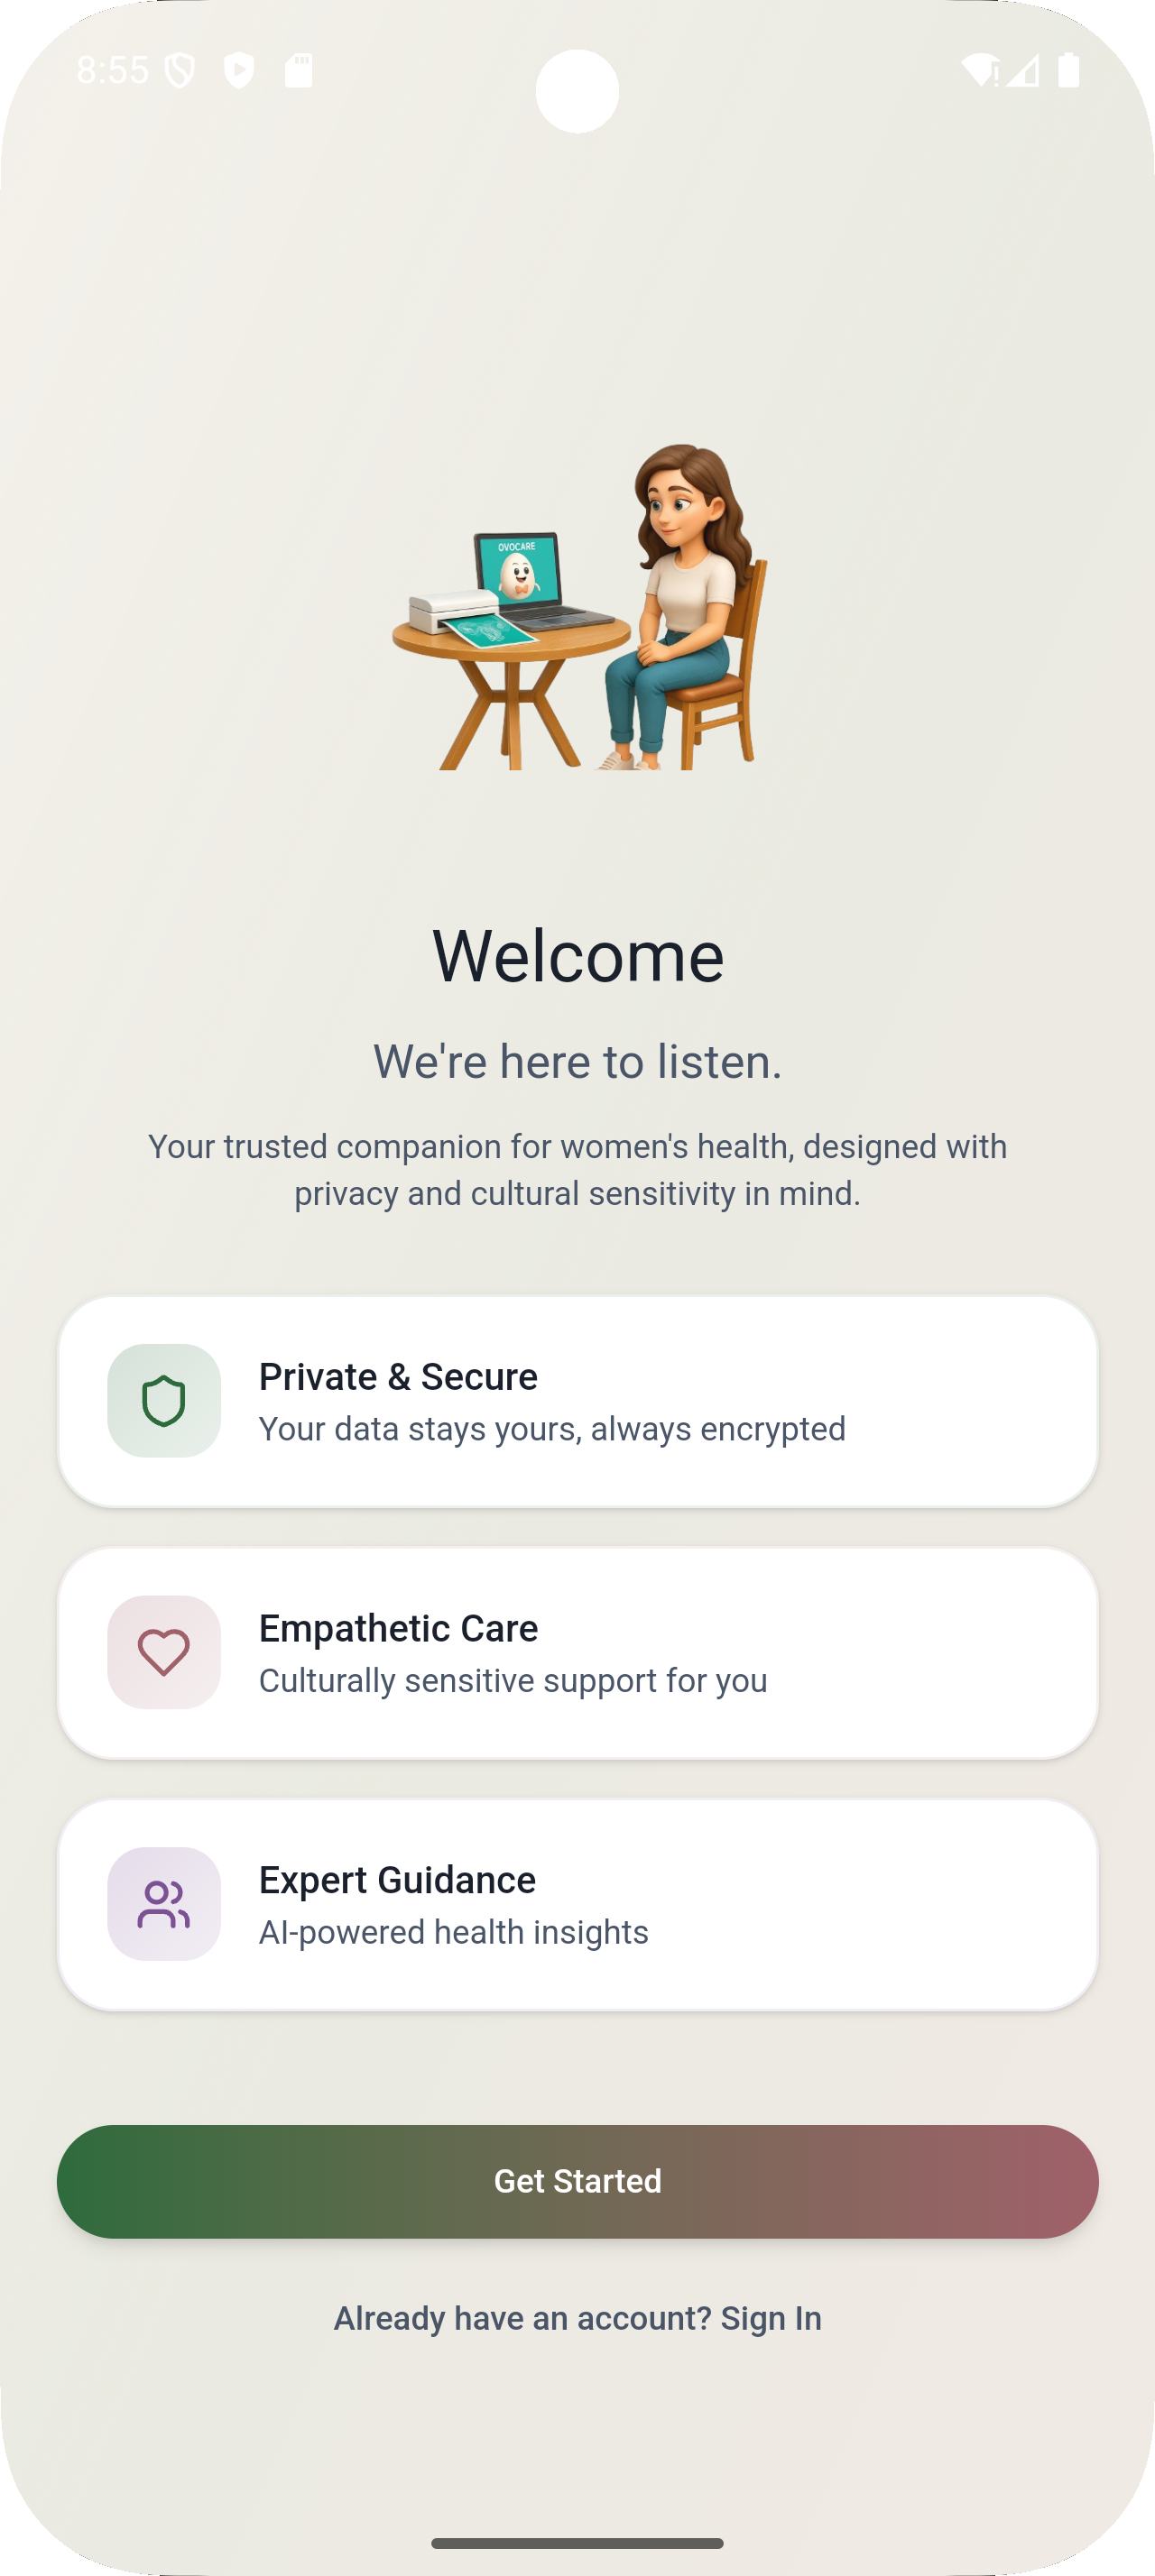 8:55
OVOCARE
Welcome
We're here to listen.
Your trusted companion for women's health, designed with
privacy and cultural sensitivity in mind.
Private & Secure
Your data stays yours, always encrypted
Empathetic Care
Culturally sensitive support for you
Expert Guidance
AI-powered health insights
Get Started
Already have an account? Sign In